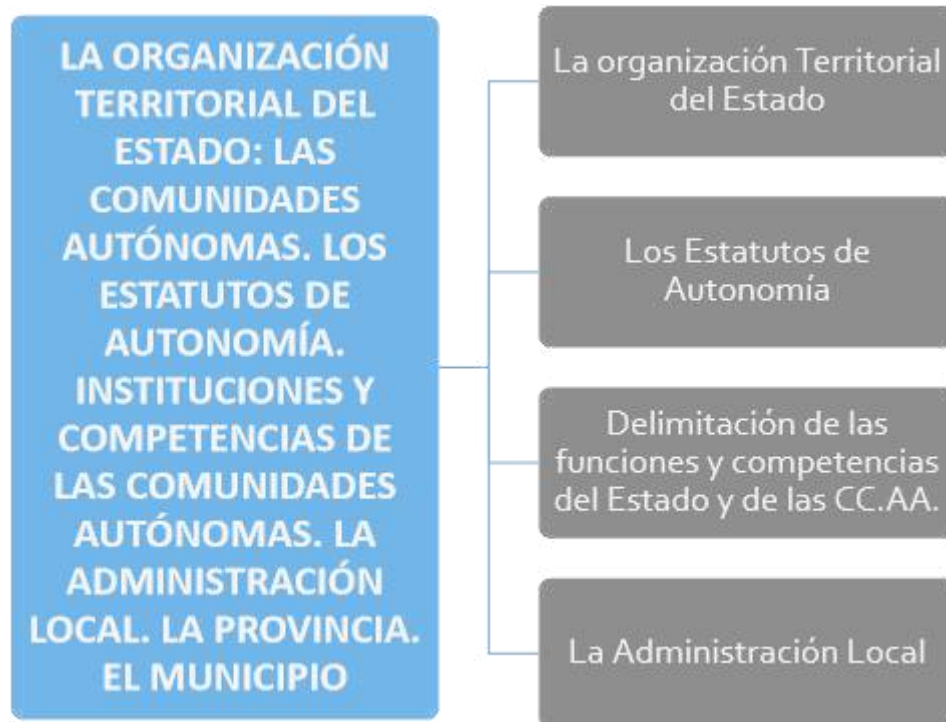 LA ORGANIZACIÓN
TERRITORIAL DEL
ESTADO: LAS
COMUNIDADES
AUTÓNOMAS. LOS
ESTATUTOS DE
AUTONOMÍA.
INSTITUCIONES Y
COMPETENCIAS DE
LAS COMUNIDADES
AUTÓNOMAS. LA
ADMINISTRACIÓN
LOCAL. LA PROVINCIA.
EL MUNICIPIO
La organización Territorial
del Estado
Los Estatutos de
Autonomía
Delimitación de las
funciones y competencias
del Estado y de las CC.AA.
La Administración Local